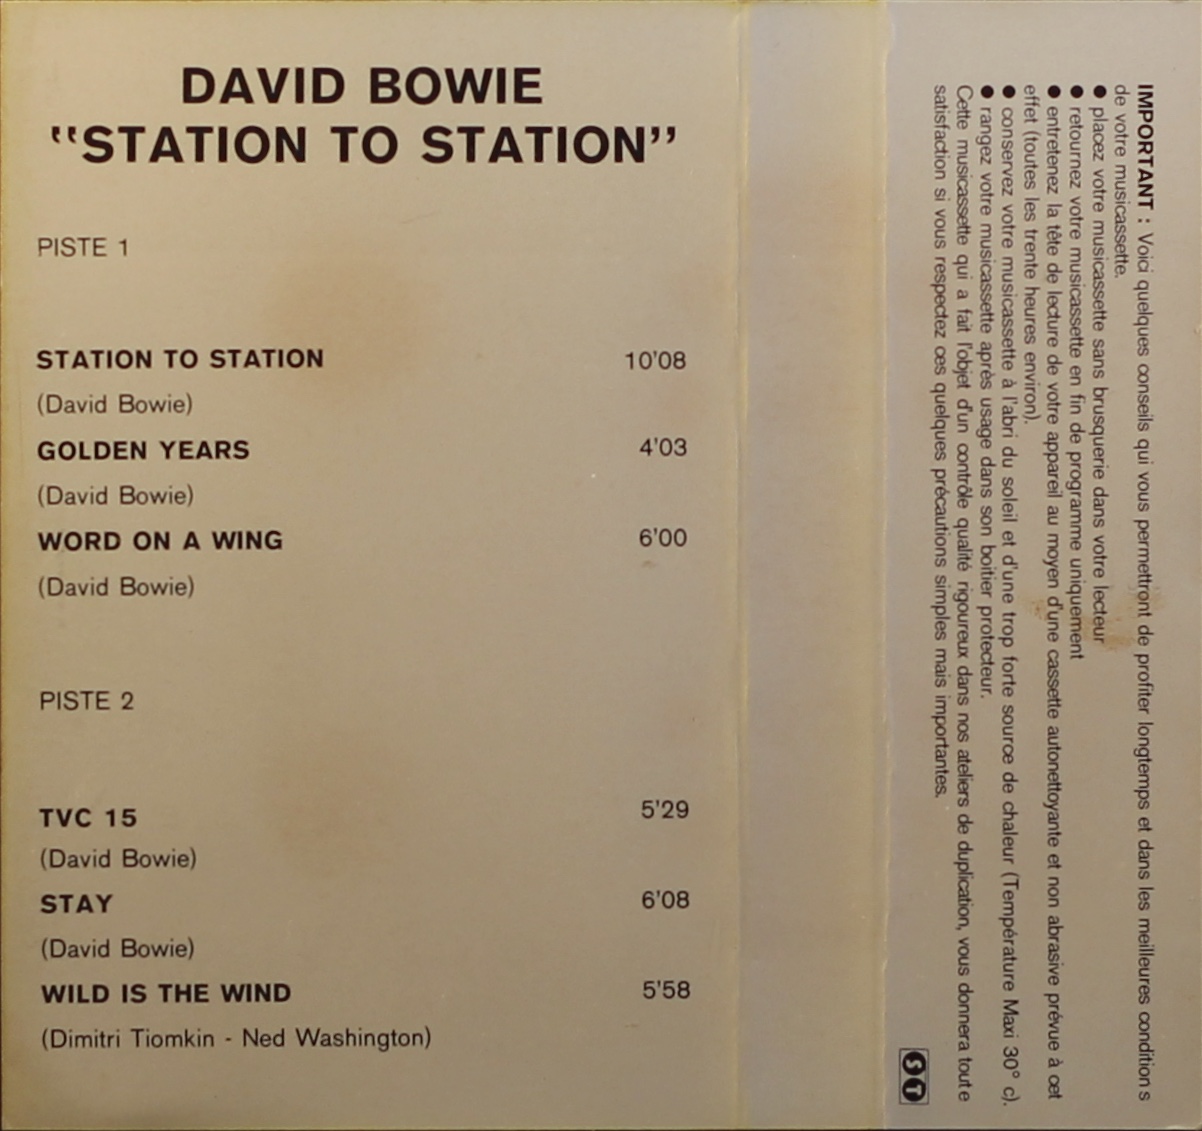 DAVID BOWIE
“STATION TO STATION”
PISTE 1
STATION TO STATION 10'08
(David Bowie)
GOLDEN YEARS 4'03
(David Bowie)
WORD ON A WING 6'00
(David Bowie)
PISTE 2
TVC 15 5'29
(David Bowie)
STAY 6'08
(David Bowie)
WILD IS THE WIND 5'58
(Dimitri Tiomkin - Ned Washington)
IMPORTANT : Voici quelques conseils qui vous permettront de profiter longtemps et dans les meilleures conditions
de votre musicassette.
● placez votre musicassette sans brusquerie dans votre lecteur
● retournez votre musicassette en fin de programme uniquement
● entretenez la tête de lecture de votre appareil au moyen d'une cassette autonettoyante et non abrasive prévue à cet
effet (toutes les trente heures environ).
● conservez votre musicassette à l'abri du soleil et d'une trop forte source de chaleur (Température Maxi 30° c).
● rangez votre musicassette après usage dans son boitier protecteur.
Cette musicassette qui a fait l'objet d'un contrôle qualité rigoureux dans nos ateliers de duplication, vous donnera toute
satisfaction si vous respectez ces quelques précautions simples mais importantes.
ST